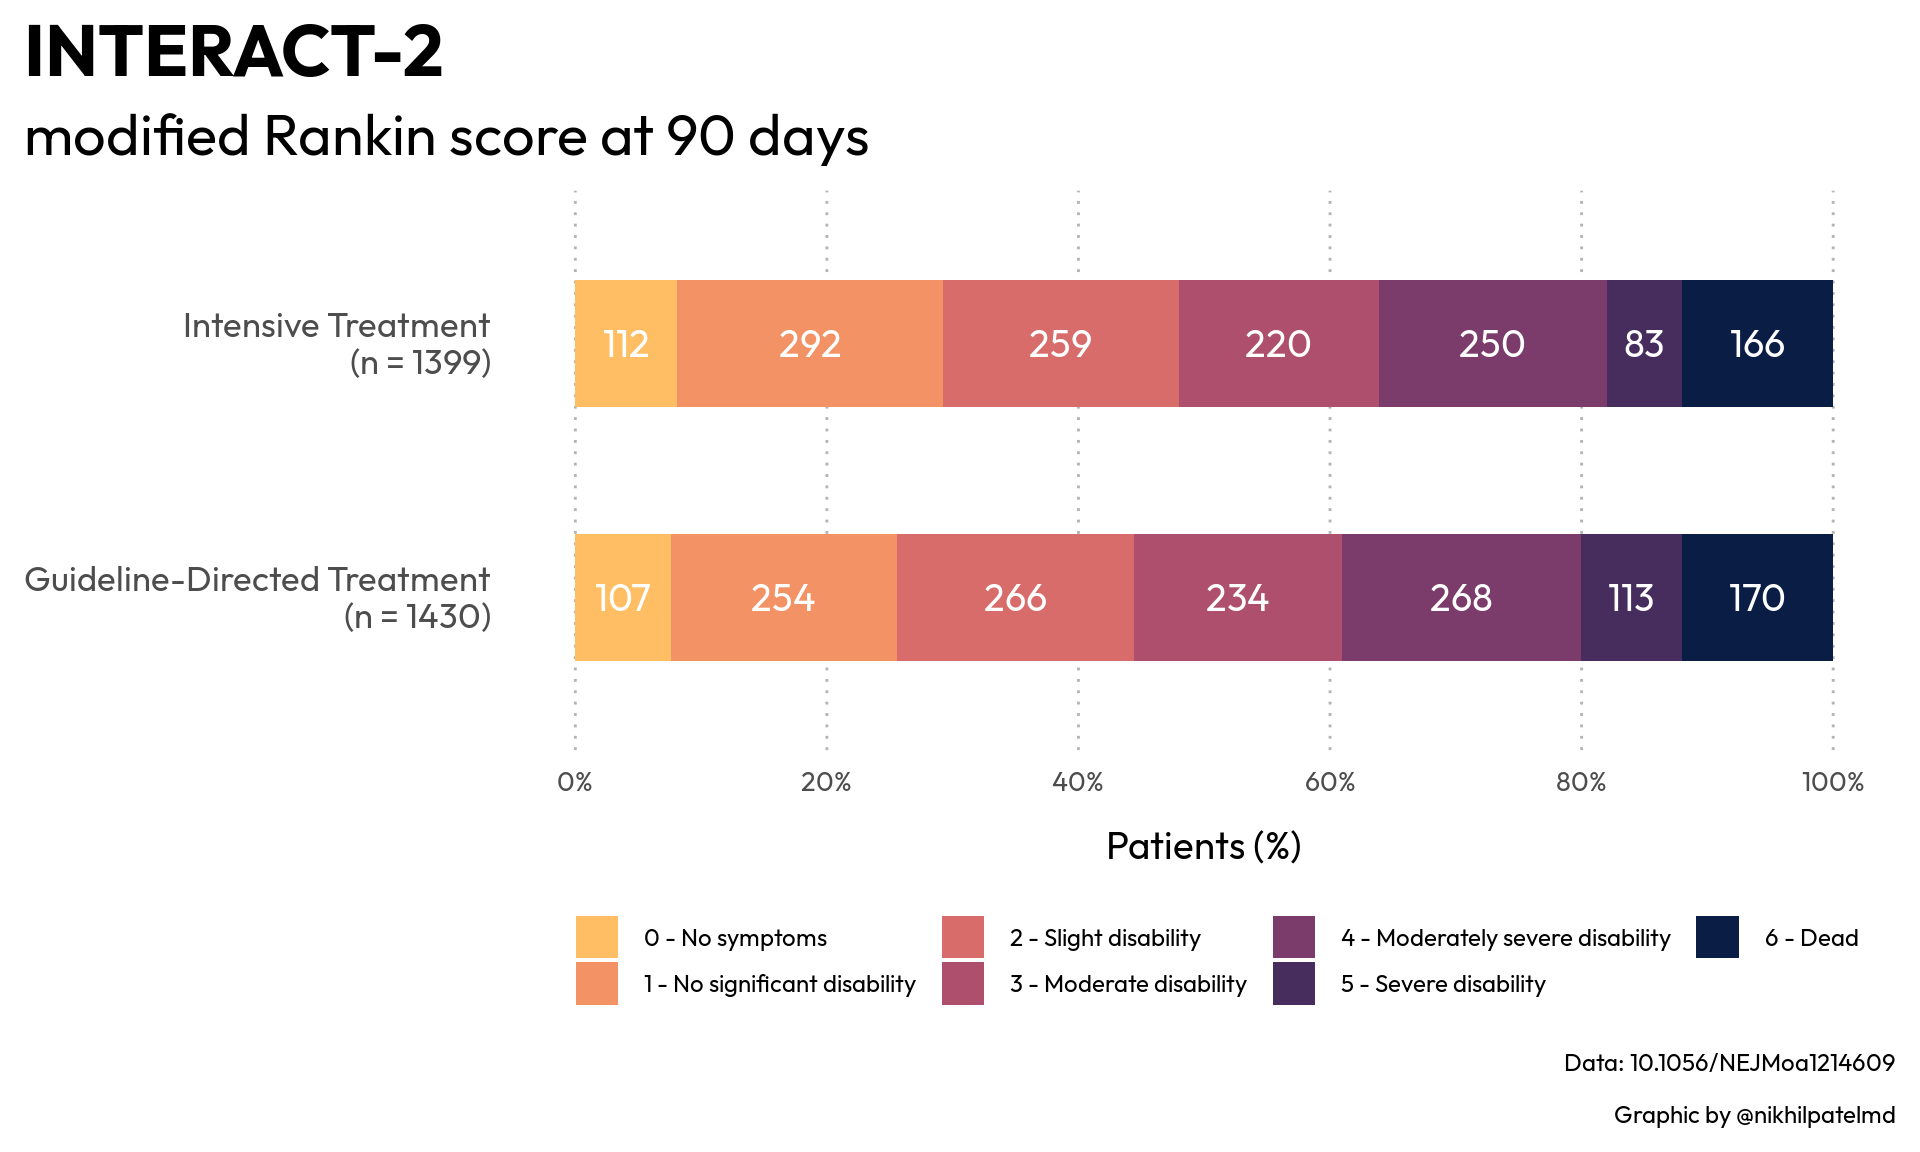 INTERACT-2
modified Rankin score at 90 days
Intensive Treatment
(n = 1399)
112 292 259 220 250 83 166
Guideline-Directed Treatment
(n = 1430)
107 254 266 234 268 113 170
0% 20% 40% 60% 80% 100%
Patients (%)
0 - No symptoms 2 - Slight disability 4 - Moderately severe disability 6 - Dead
1 - No significant disability 3 - Moderate disability 5 - Severe disability
Data: 10.1056/NEJMoa1214609
Graphic by @nikhilpatelmd